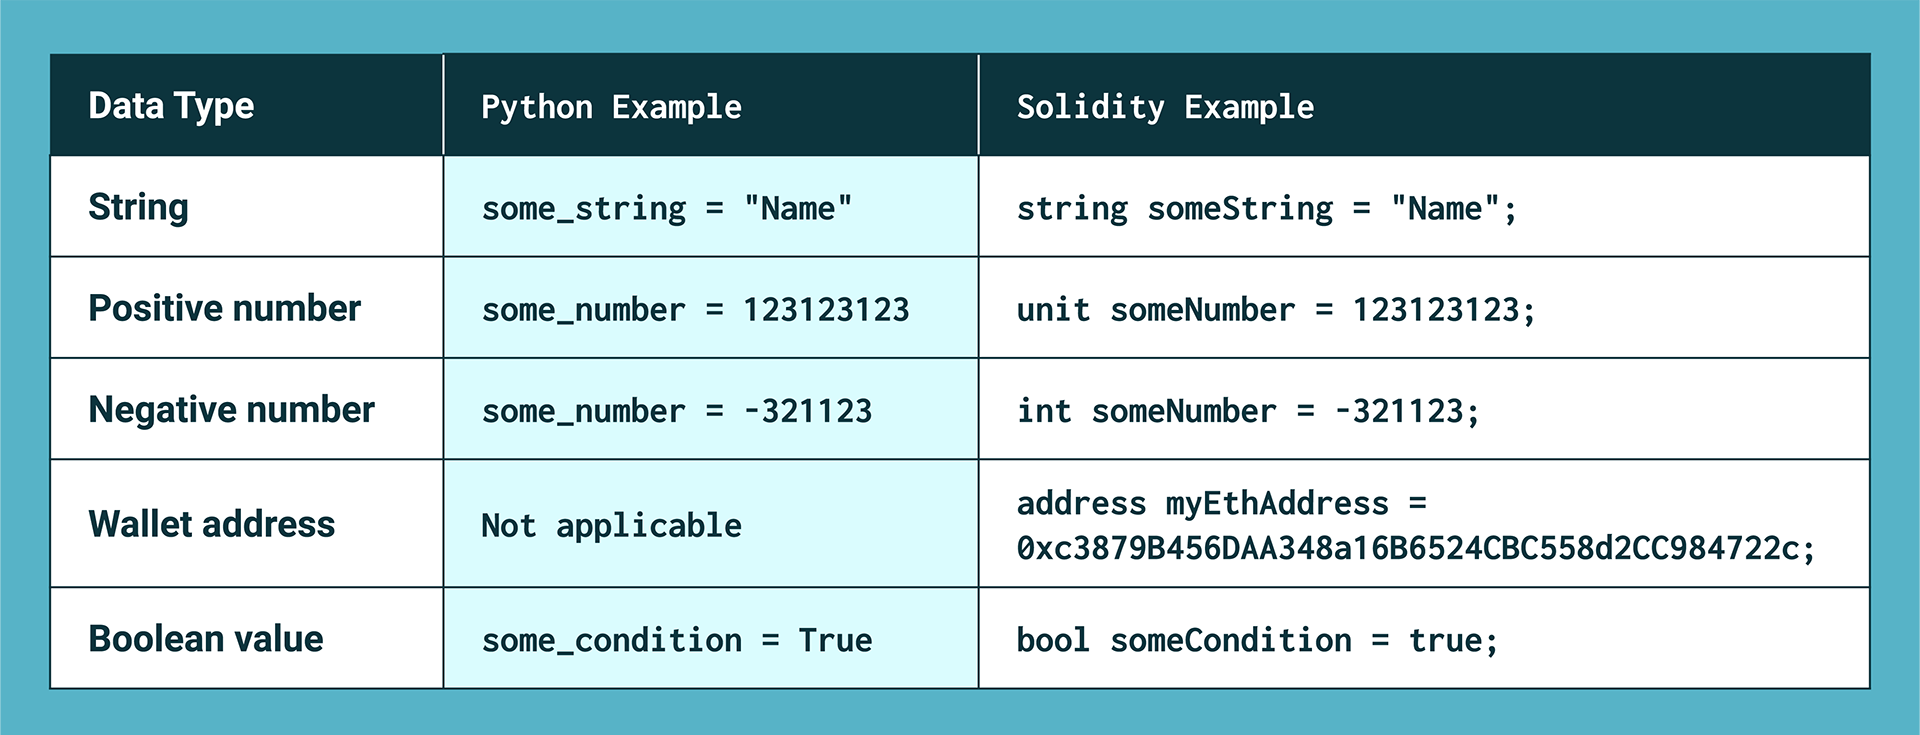 Data Type Python Example Solidity Example
String some_string = "Name" string someString = "Name";
Positive number some_number = 123123123 unit someNumber = 123123123;
Negative number some_number = -321123 int someNumber = -321123;
Wallet address Not applicable address myEthAddress =
0xc3879B456DAA348a16B6524CBC558d2CC984722c;
Boolean value some_condition = True bool someCondition = true;